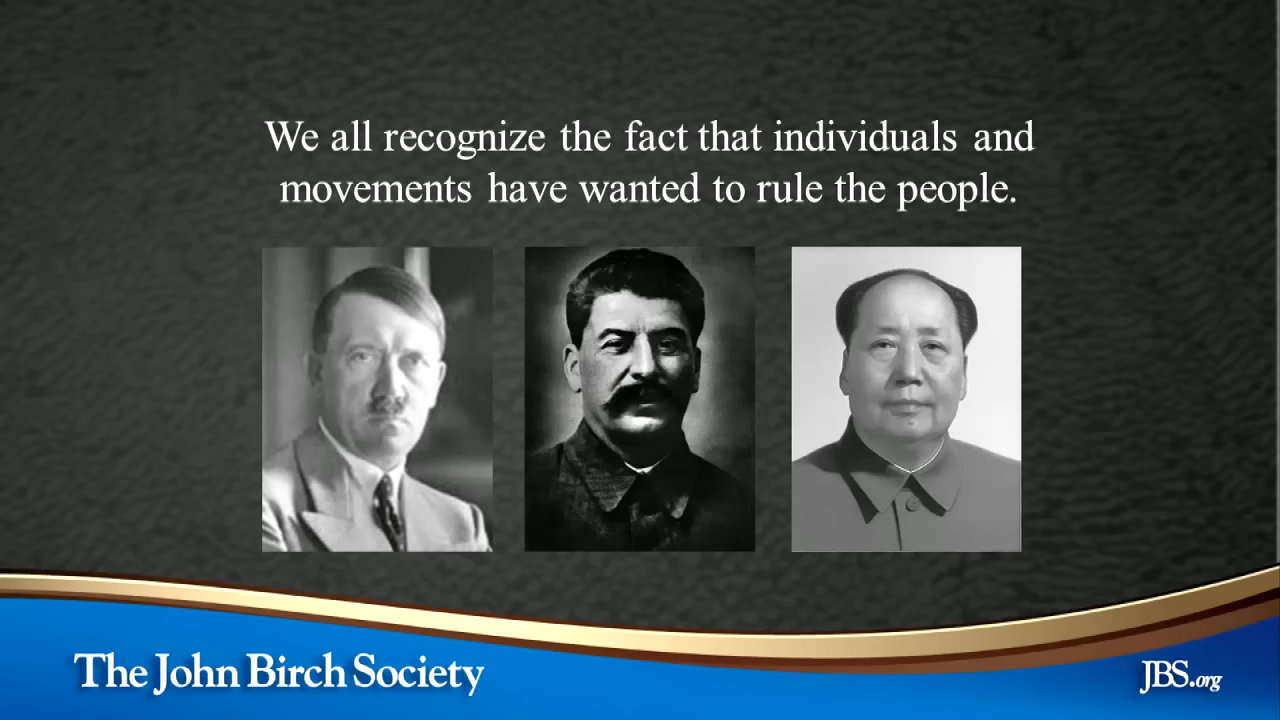 We all recognize the fact that individuals and
movements have wanted to rule the people.
The John Birch Society
JBS.org